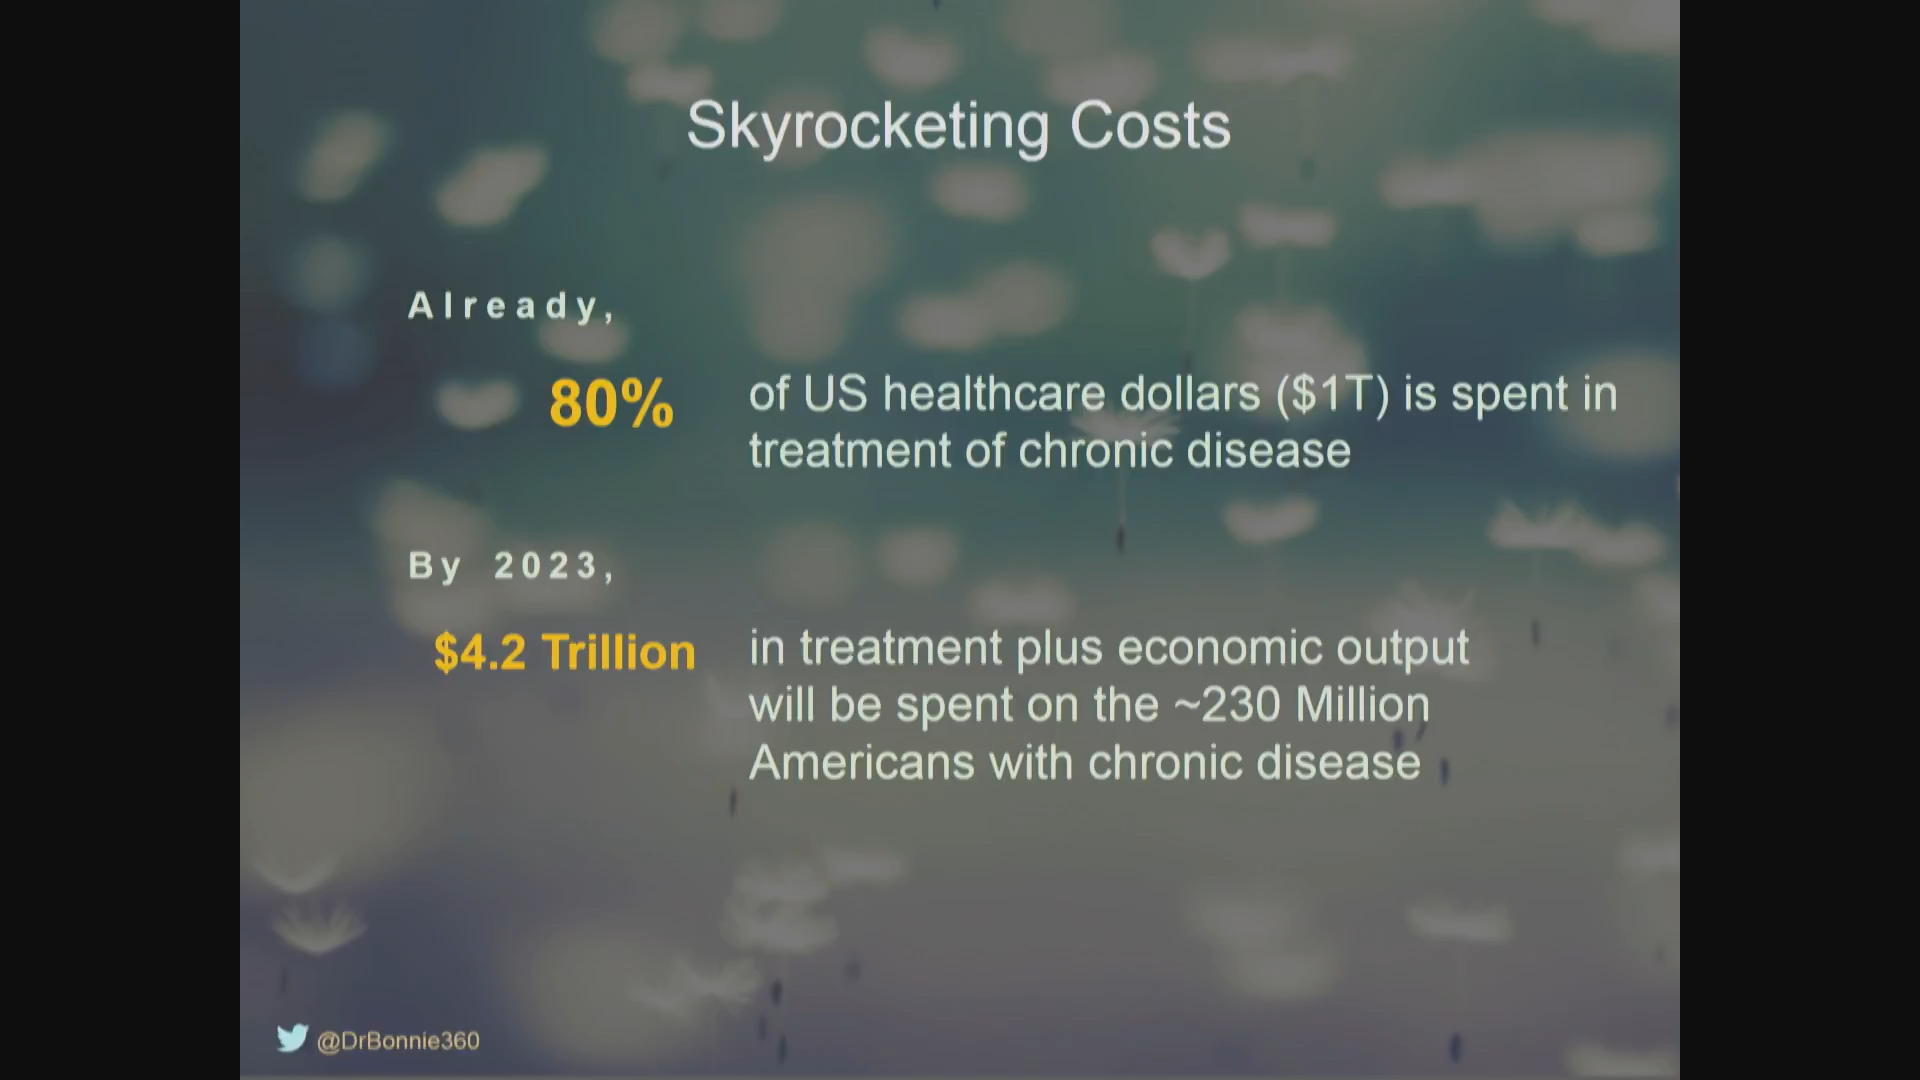 Skyrocketing Costs
Already,
80%
of US healthcare dollars ($1T) is spent in
treatment of chronic disease
By 2023,
$4.2 Trillion
in treatment plus economic output
will be spent on the ~230 Million
Americans with chronic disease
@DrBonnie360